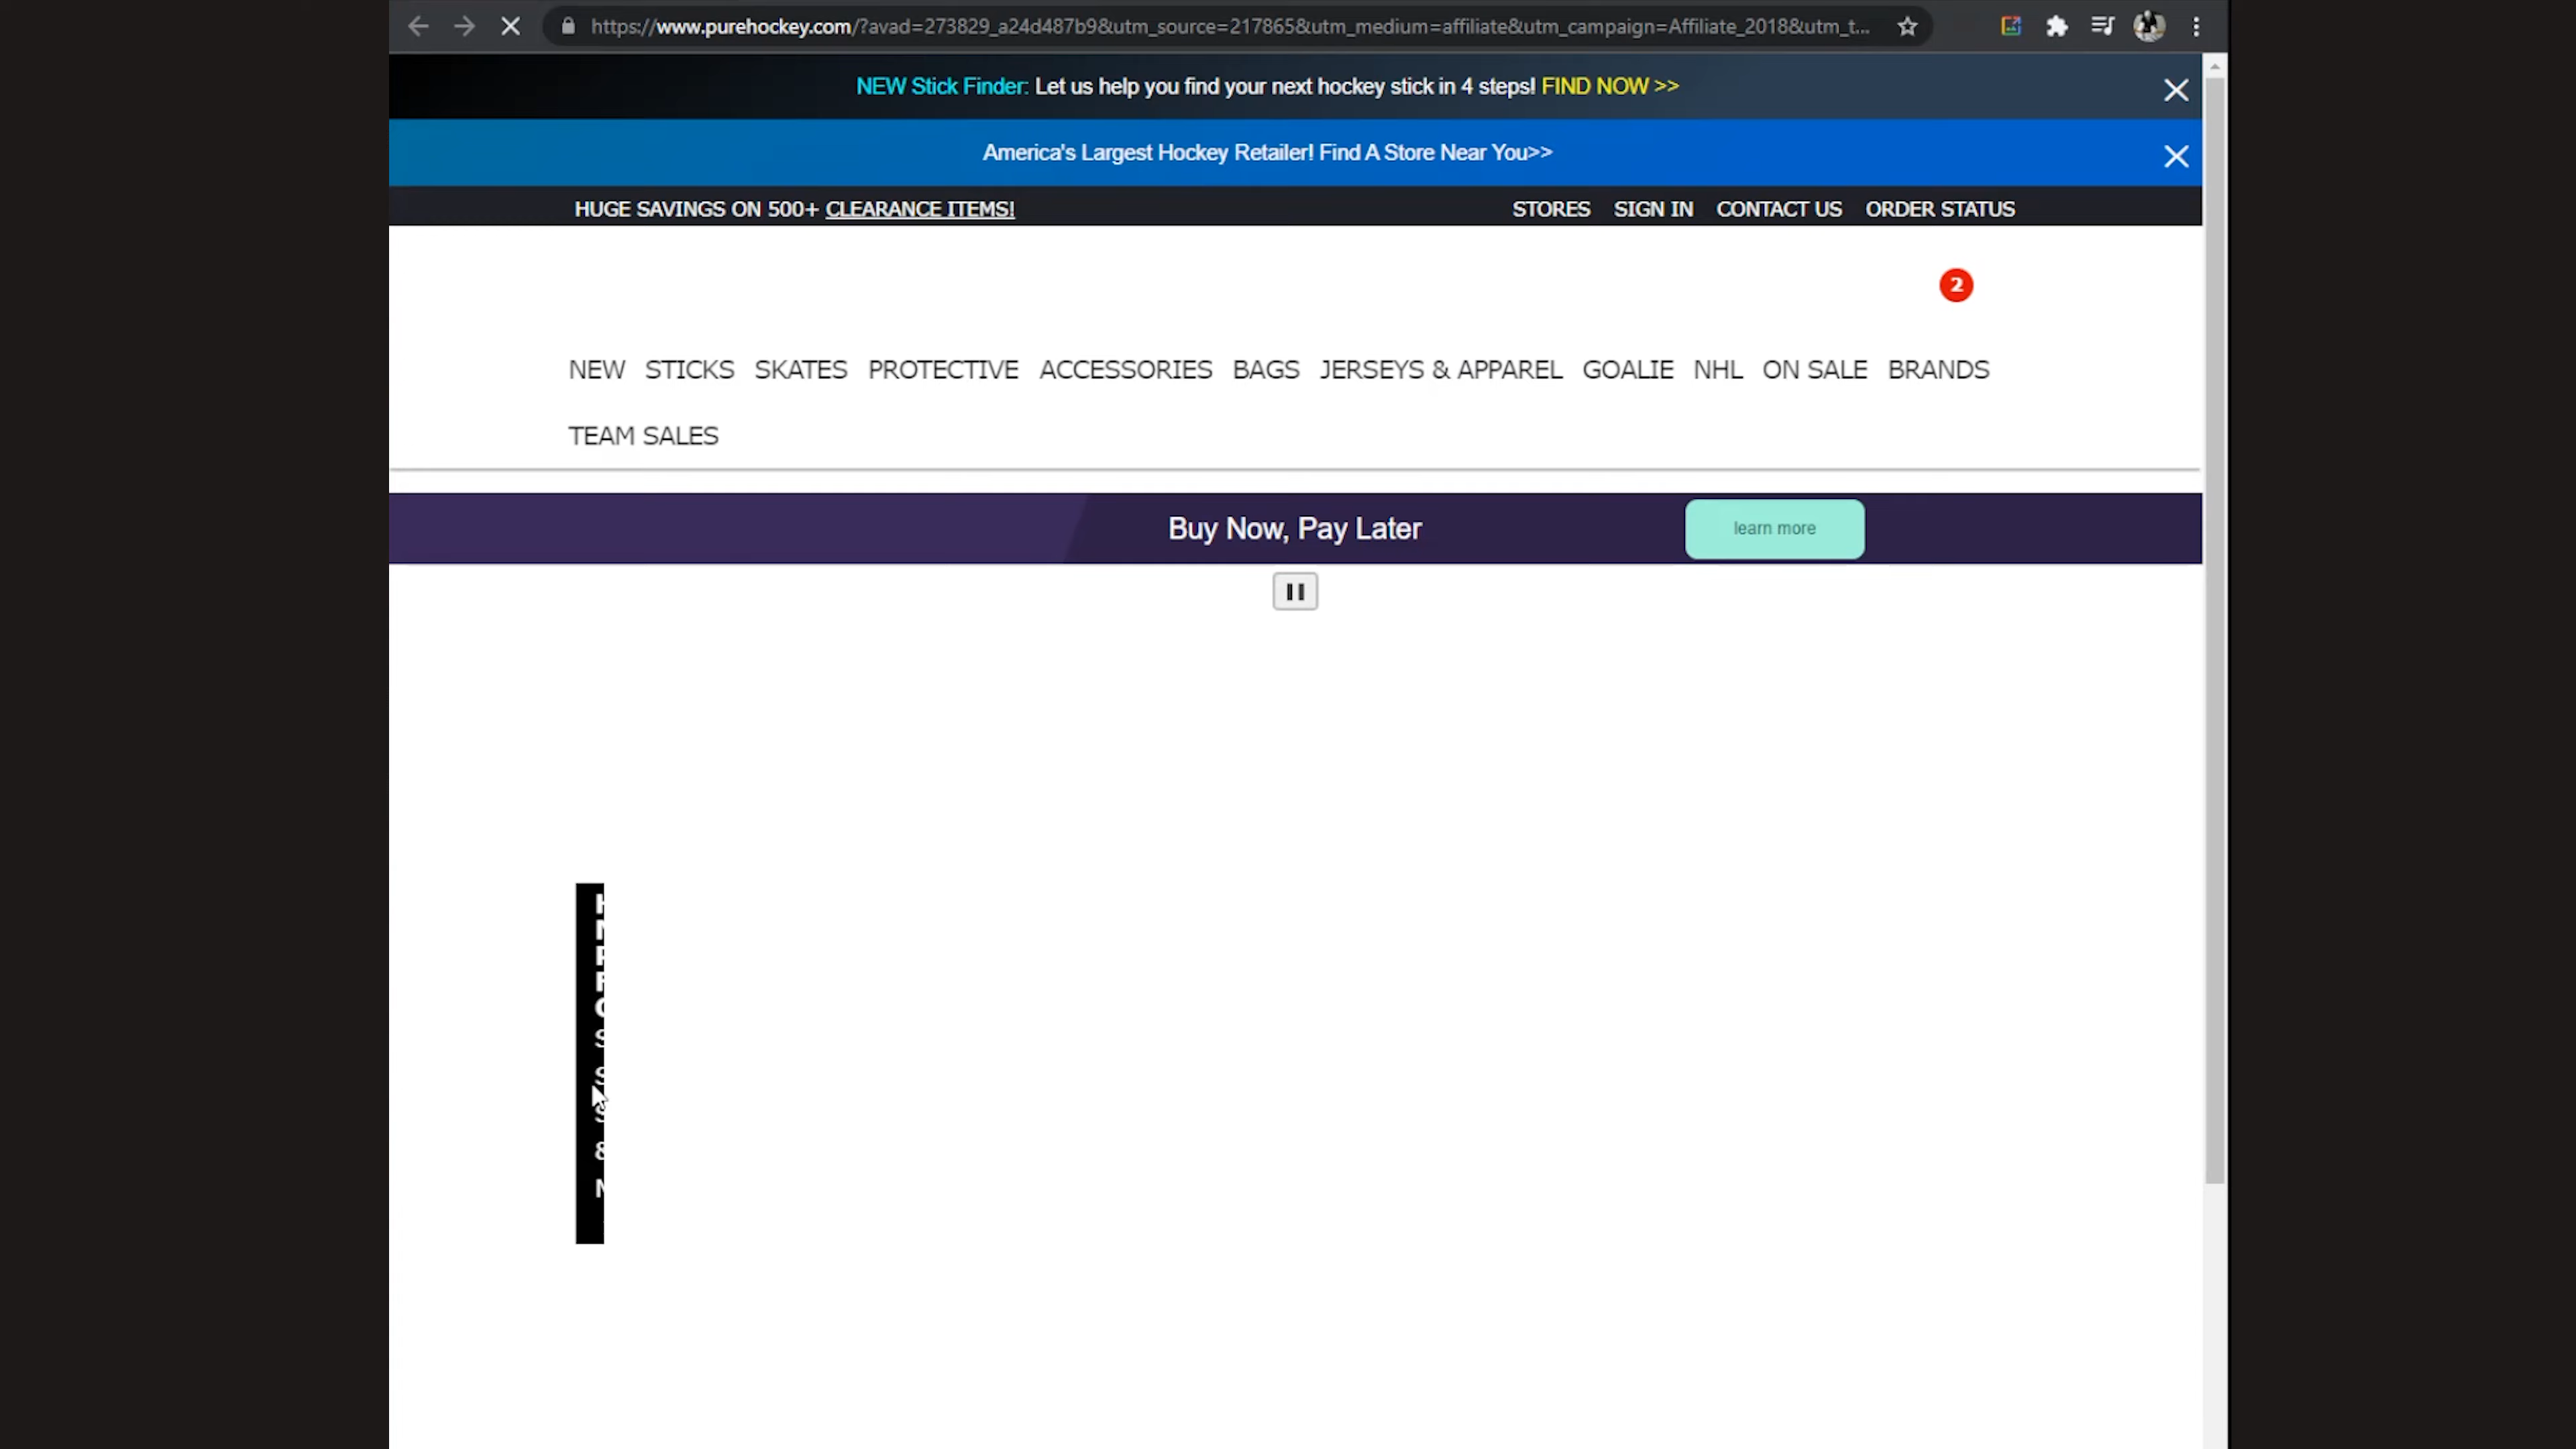 https://www.purehockey.com/?avad=273829_a24d487b9&utm_source=217865&utm_medium=affiliate&utm_campaign=Affiliate_2018&utm_t...
NEW Stick Finder: Let us help you find your next hockey stick in 4 steps! FIND NOW >>
America's Largest Hockey Retailer! Find A Store Near You>>
HUGE SAVINGS ON 500+ CLEARANCE ITEMS! STORES SIGN IN CONTACT US ORDER STATUS
2
NEW STICKS SKATES PROTECTIVE ACCESSORIES BAGS JERSEYS & APPAREL GOALIE NHL ON SALE BRANDS
TEAM SALES
Buy Now, Pay Later learn more